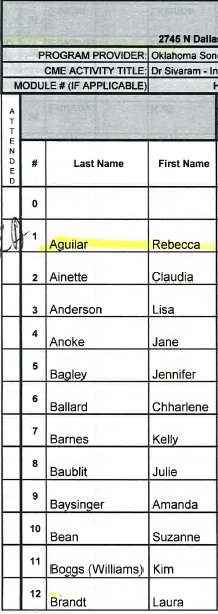 2745 N Dallas
PROGRAM PROVIDER: Oklahoma Son
CME ACTIVITY TITLE: Dr Sivaram - In
MODULE # (IF APPLICABLE) H
ATTENDED # Last Name First Name
0
1 Aguilar Rebecca
2 Ainette Claudia
3 Anderson Lisa
4 Anoke Jane
5 Bagley Jennifer
6 Ballard Chharlene
7 Barnes Kelly
8 Baublit Julie
9 Baysinger Amanda
10 Bean Suzanne
11 Boggs (Williams) Kim
12 Brandt Laura